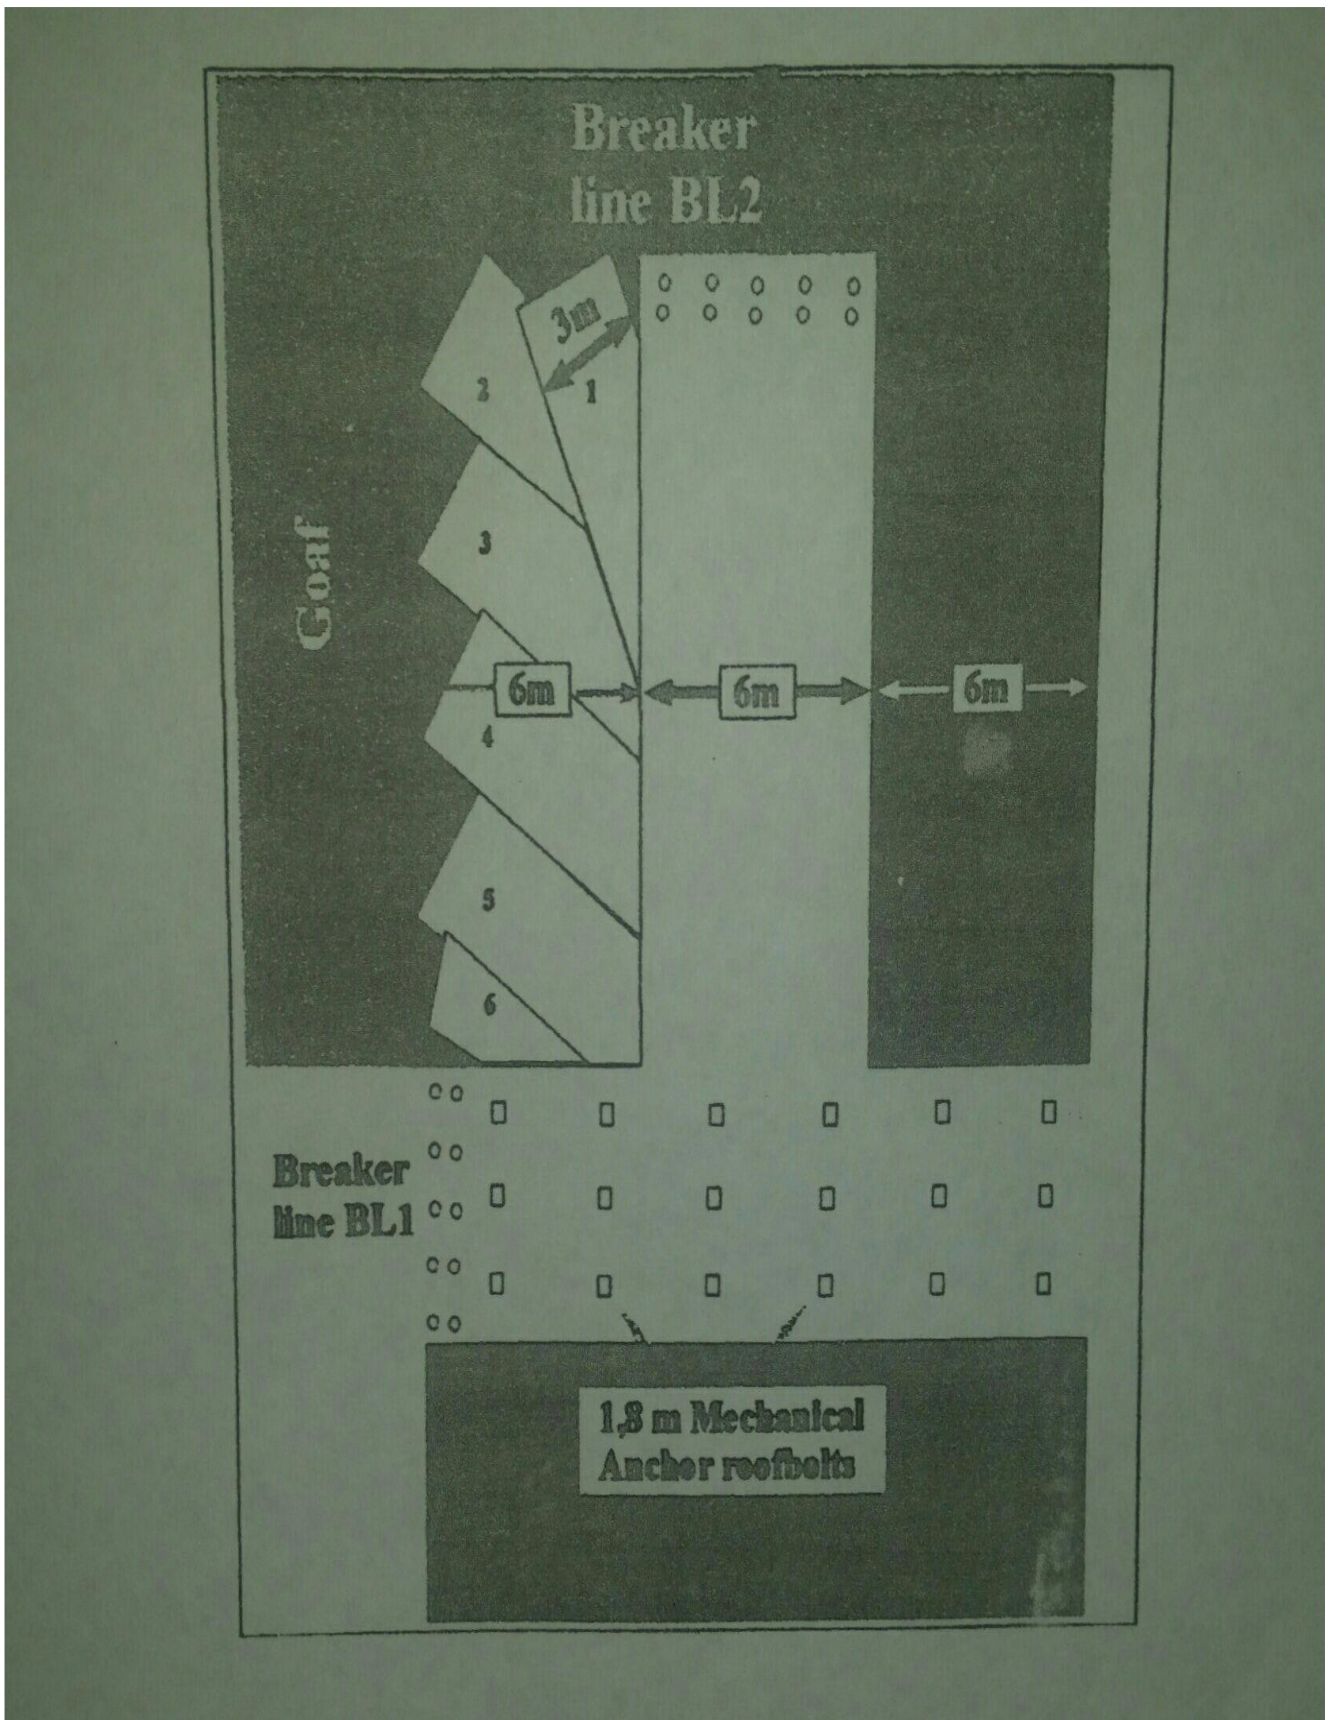 Breaker
line BL2
3m
2
1
3
Goaf
6m
6m
6m
4
5
6
Breaker
line BL1
1,8 m Mechanical
Anchor roofbolts